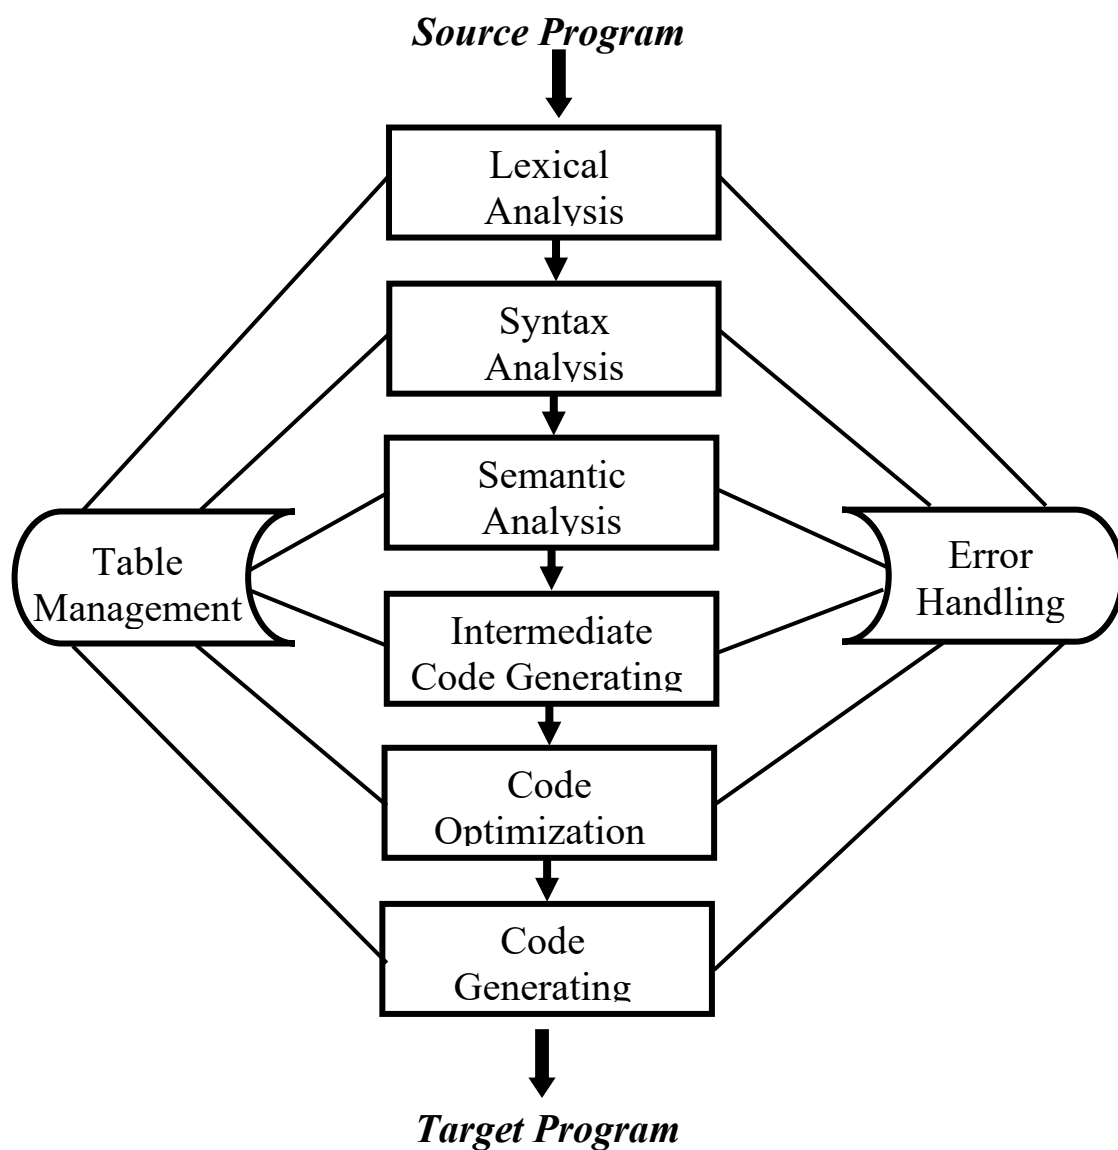 Source Program
Lexical
Analysis
Syntax
Analysis
Semantic
Analysis
Table
Management
Error
Handling
Intermediate
Code Generating
Code
Optimization
Code
Generating
Target Program